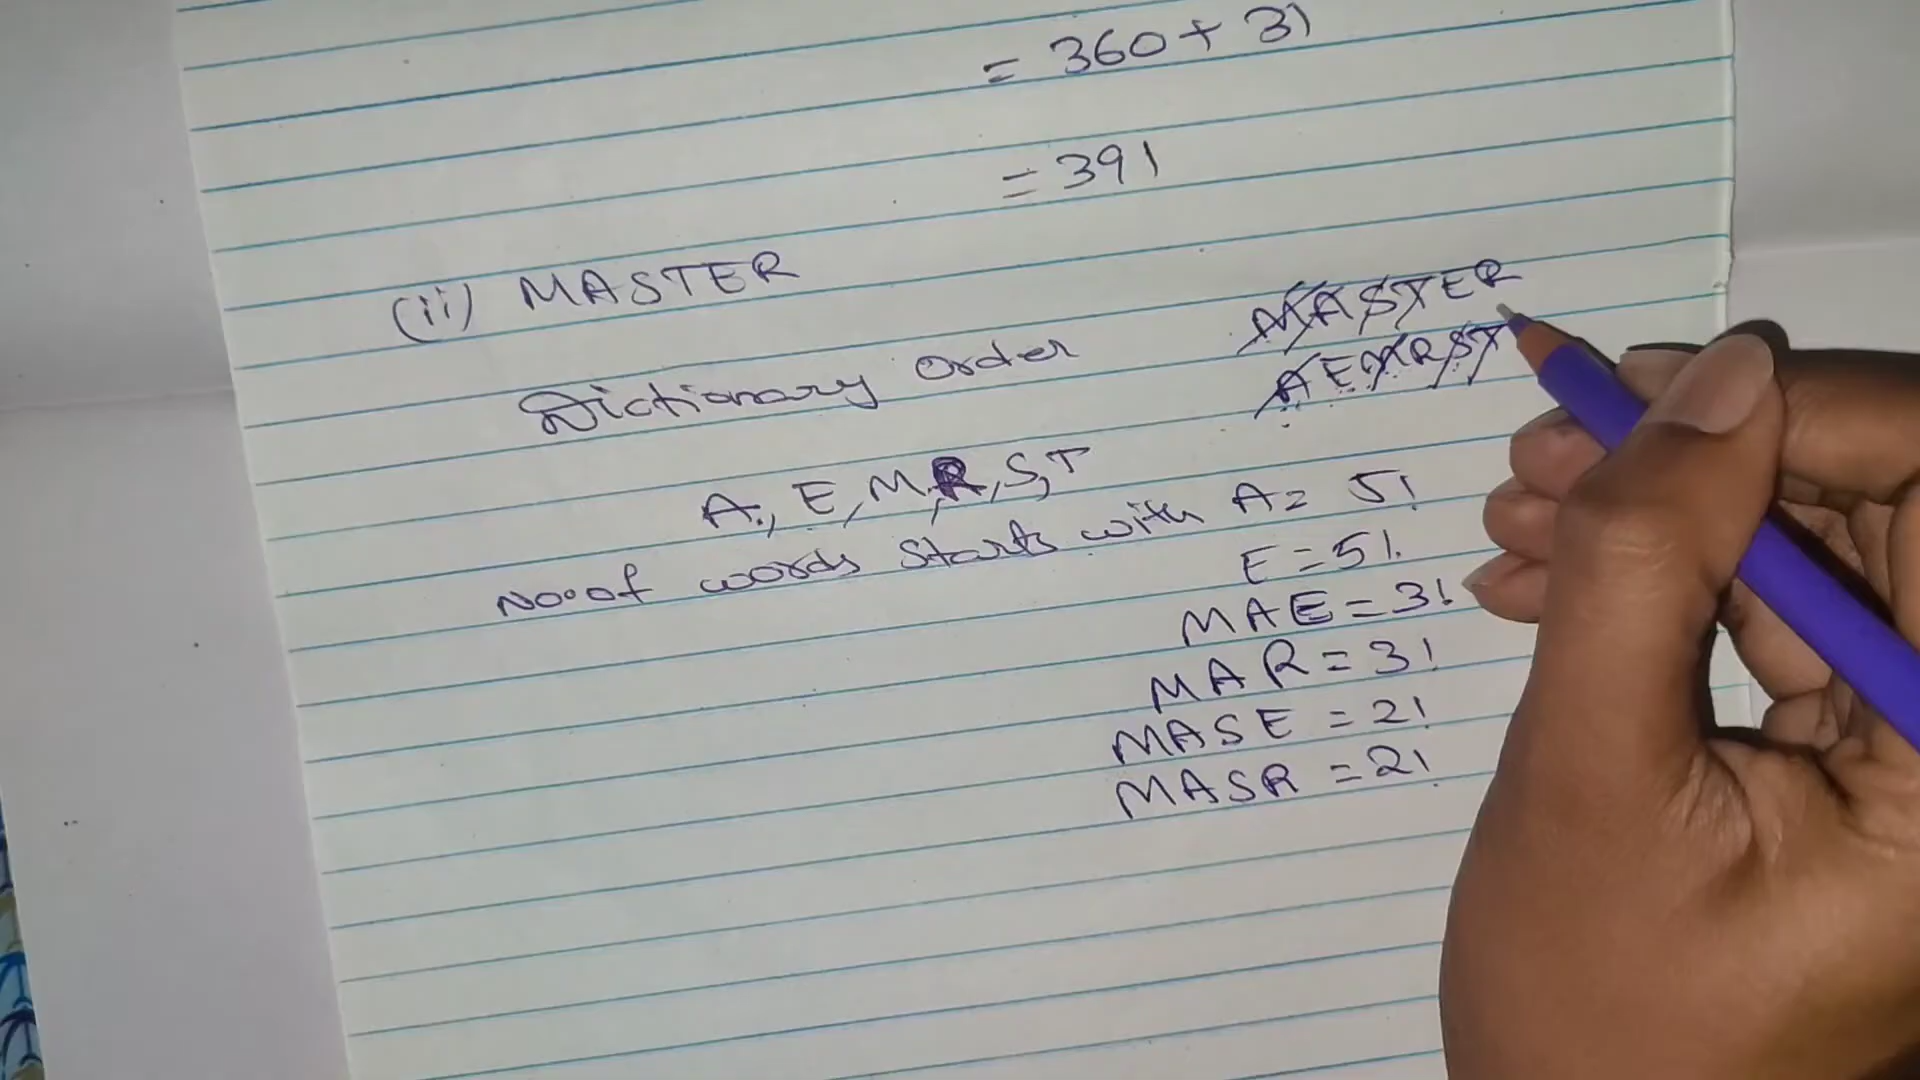 = 360 + 31
= 391
(ii) MASTER
MASTER
Dictionary Order
AEMRST
A, E, M, R, S, T
No. of words starts with A = 5!
E = 5!
MAE = 3!
MAR = 3!
MASE = 2!
MASR = 2!